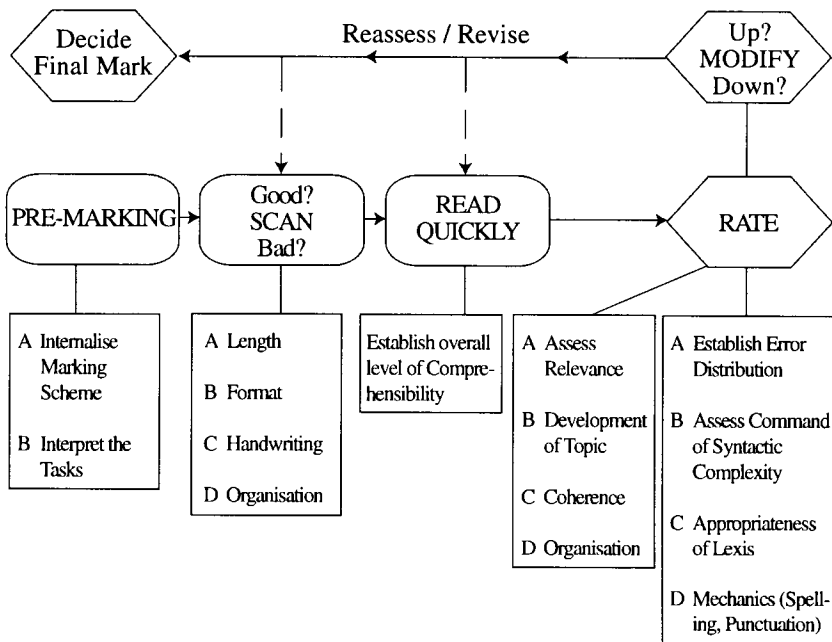 Decide
Final Mark
Reassess / Revise
Up?
MODIFY
Down?
PRE-MARKING
Good?
SCAN
Bad?
READ
QUICKLY
RATE
A Internalise
Marking
Scheme
B Interpret the
Tasks
A Length
B Format
C Handwriting
D Organisation
Establish overall
level of Compre-
hensibility
A Assess
Relevance
B Development
of Topic
C Coherence
D Organisation
A Establish Error
Distribution
B Assess Command
of Syntactic
Complexity
C Appropriateness
of Lexis
D Mechanics (Spell-
ing, Punctuation)